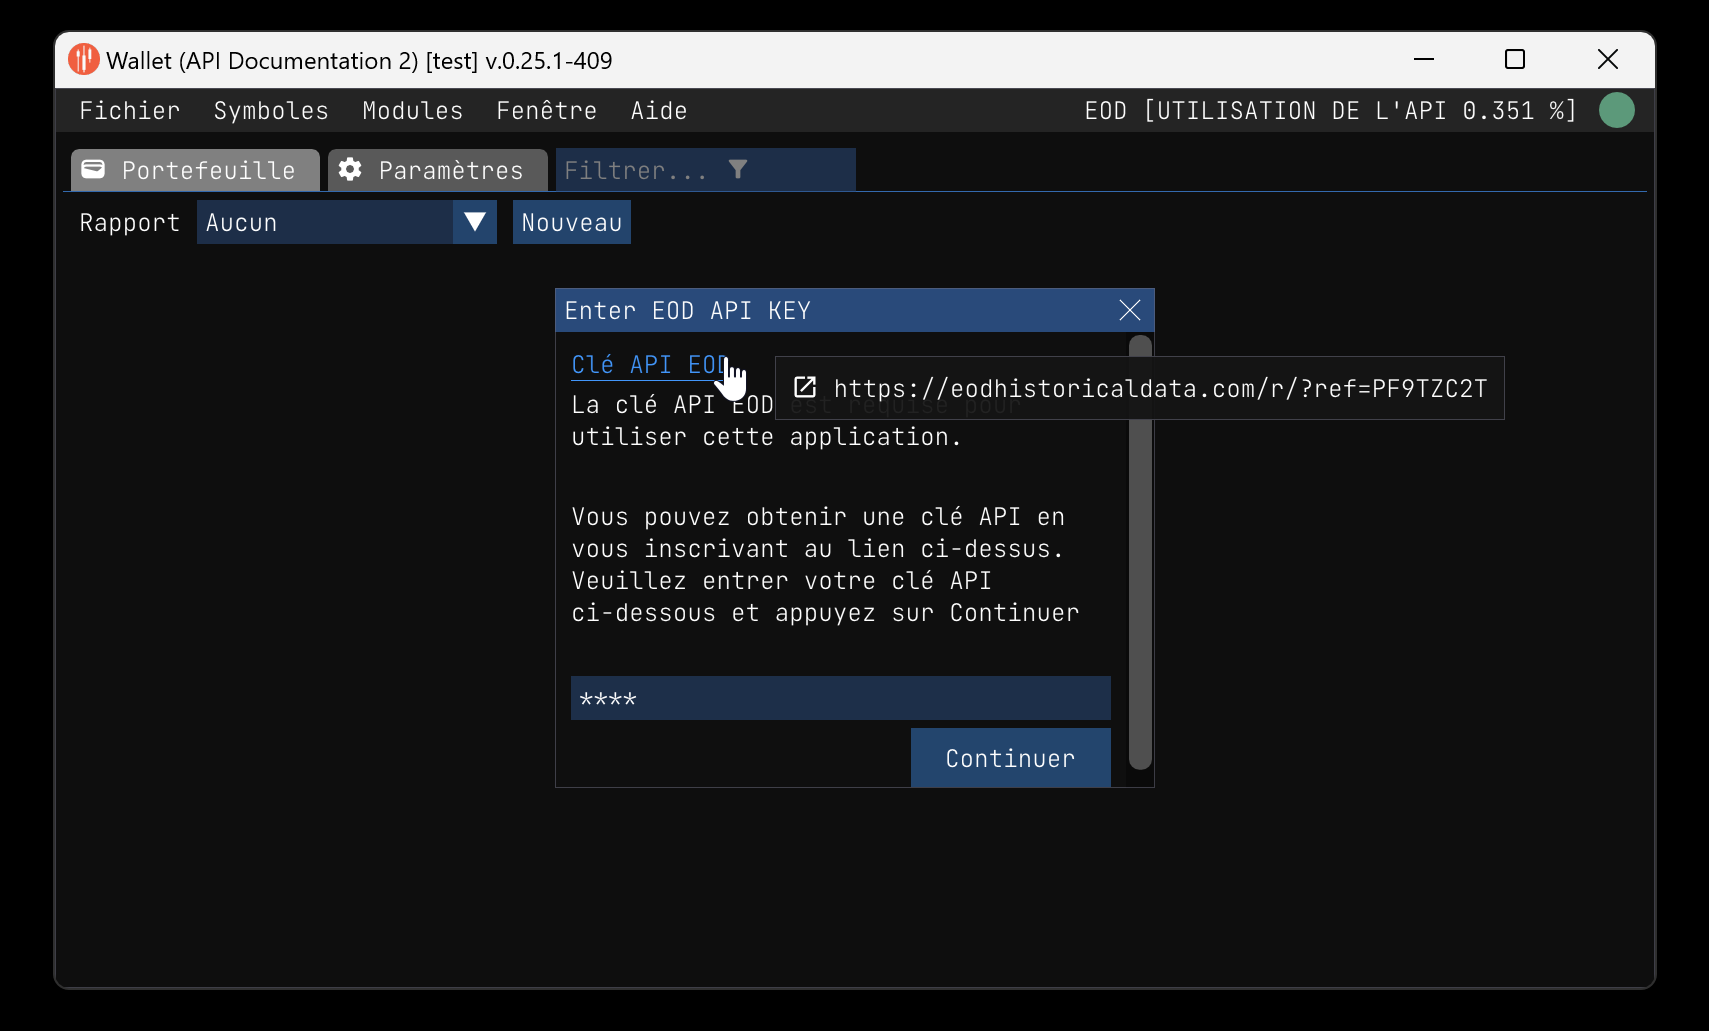 Wallet (API Documentation 2) [test] v.0.25.1-409
Fichier Symboles Modules Fenêtre Aide EOD [UTILISATION DE L'API 0.351 %]
Portefeuille Paramètres Filtrer...
Rapport Aucun Nouveau
Enter EOD API KEY
Clé API EOD
https://eodhistoricaldata.com/r/?ref=PF9TZC2T
La clé API EOD est requise pour
utiliser cette application.
Vous pouvez obtenir une clé API en
vous inscrivant au lien ci-dessus.
Veuillez entrer votre clé API
ci-dessous et appuyez sur Continuer
****
Continuer